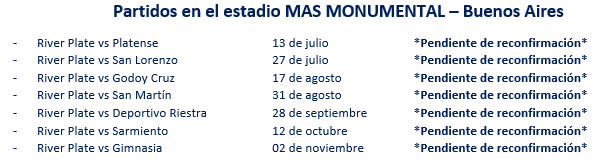 Partidos en el estadio MAS MONUMENTAL – Buenos Aires
- River Plate vs Platense 13 de julio *Pendiente de reconfirmación*
- River Plate vs San Lorenzo 27 de julio *Pendiente de reconfirmación*
- River Plate vs Godoy Cruz 17 de agosto *Pendiente de reconfirmación*
- River Plate vs San Martín 31 de agosto *Pendiente de reconfirmación*
- River Plate vs Deportivo Riestra 28 de septiembre *Pendiente de reconfirmación*
- River Plate vs Sarmiento 12 de octubre *Pendiente de reconfirmación*
- River Plate vs Gimnasia 02 de noviembre *Pendiente de reconfirmación*